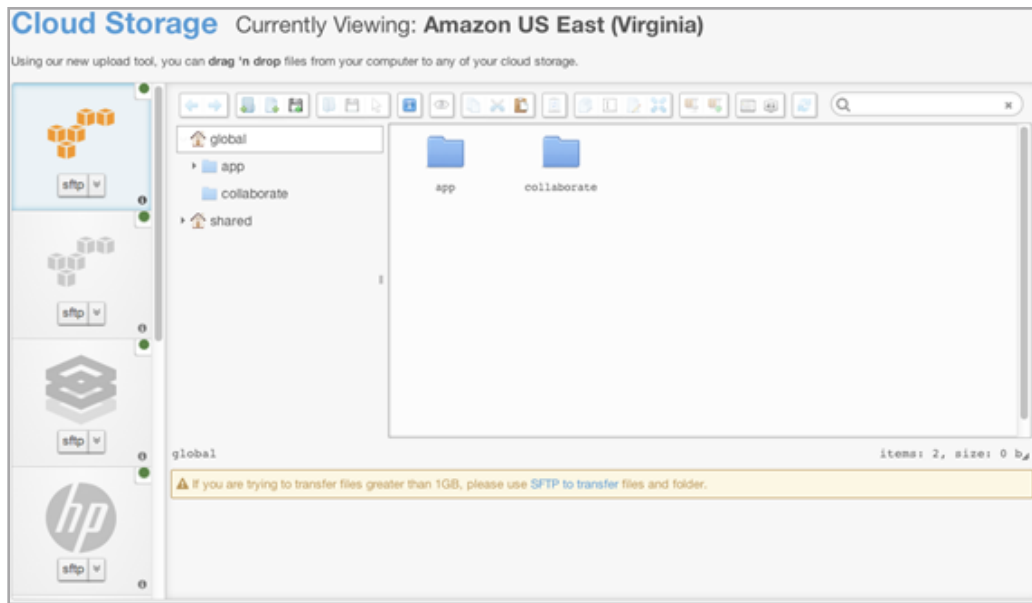 Cloud Storage Currently Viewing: Amazon US East (Virginia)
Using our new upload tool, you can drag 'n drop files from your computer to any of your cloud storage.
sftp
sftp
sftp
hp
sftp
global
app
collaborate
shared
app
collaborate
global
items: 2, size: 0 b
If you are trying to transfer files greater than 1GB, please use SFTP to transfer files and folder.